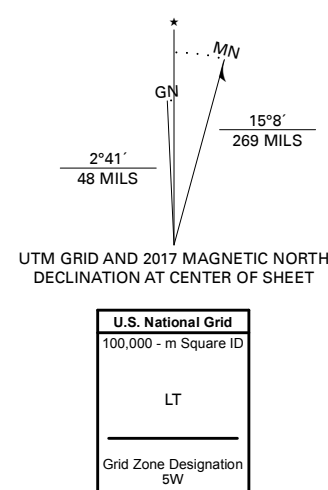 ★
MN
GN
15°8´
269 MILS
2°41´
48 MILS
UTM GRID AND 2017 MAGNETIC NORTH
DECLINATION AT CENTER OF SHEET
U.S. National Grid
100,000 - m Square ID
LT
Grid Zone Designation
5W